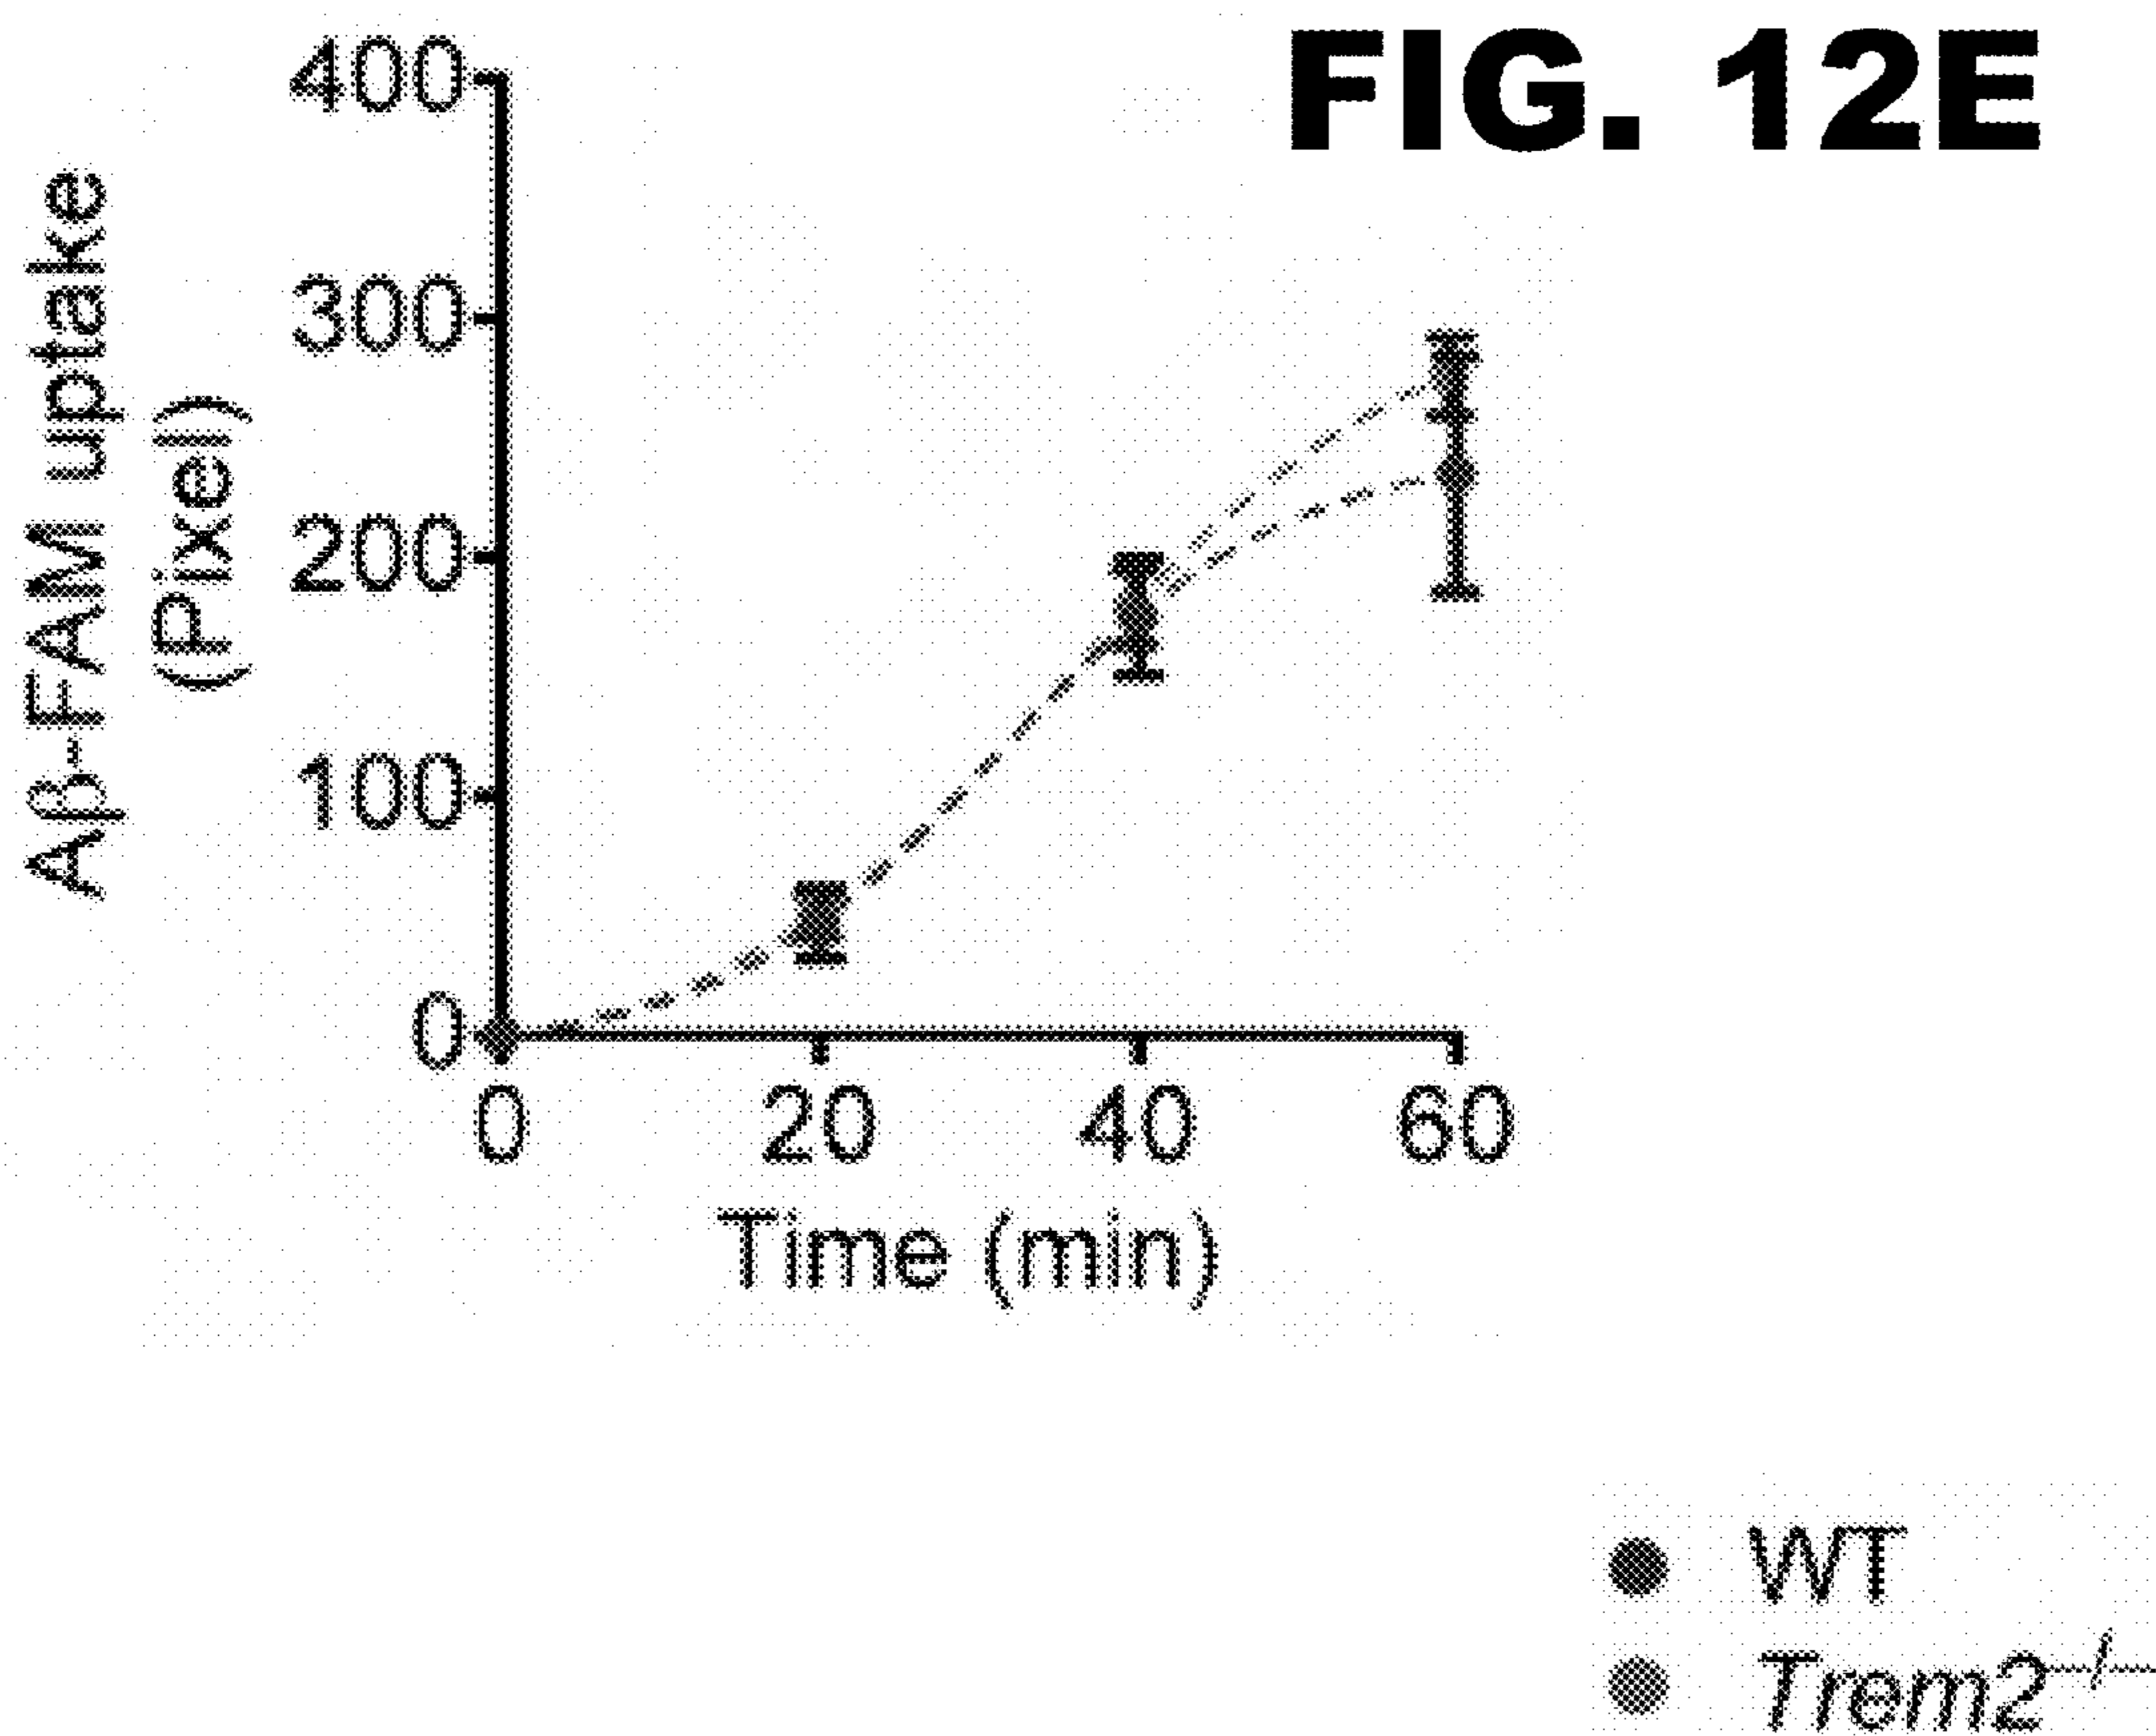 FIG. 12E
Aβ-FAM uptake
(Pixel)
400
300
200
100
0
0 20 40 60
Time (min)
WT
Trem2⁻/⁻